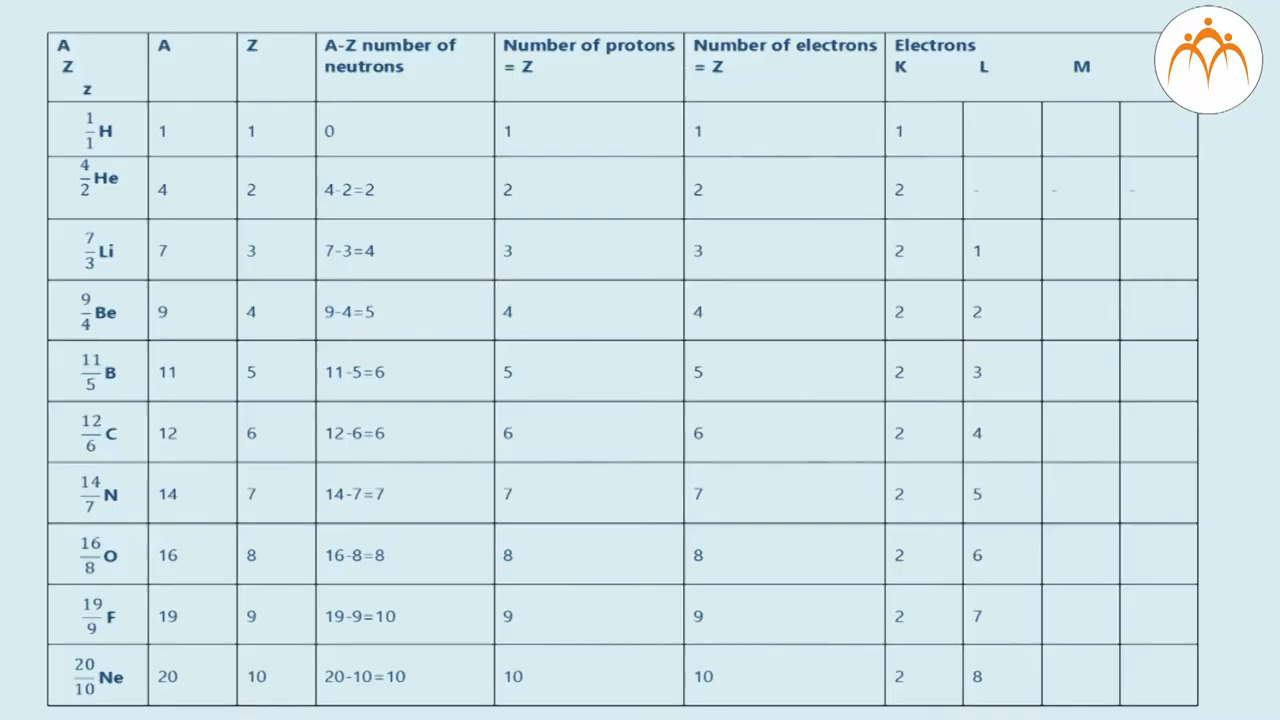 A A Z A-Z number of Number of protons Number of electrons Electrons
Z neutrons = Z = Z K L M
z
1/1 H 1 1 0 1 1 1
4/2 He 4 2 4-2=2 2 2 2 - - -
7/3 Li 7 3 7-3=4 3 3 2 1
9/4 Be 9 4 9-4=5 4 4 2 2
11/5 B 11 5 11-5=6 5 5 2 3
12/6 C 12 6 12-6=6 6 6 2 4
14/7 N 14 7 14-7=7 7 7 2 5
16/8 O 16 8 16-8=8 8 8 2 6
19/9 F 19 9 19-9=10 9 9 2 7
20/10 Ne 20 10 20-10=10 10 10 2 8